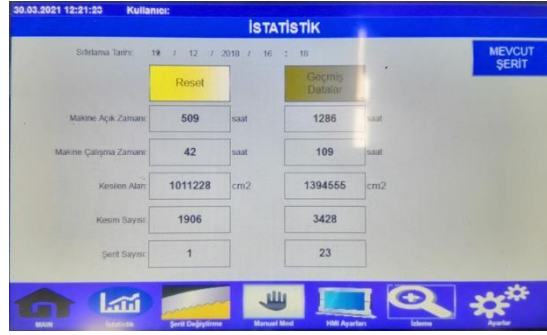 30.03.2021 12:21:23 Kullanıcı:
İSTATİSTİK
Sıfırlama Tarihi: 19 / 12 / 2018 / 16 : 18
MEVCUT
ŞERİT
Reset
Geçmiş
Datalar
Makine Açık Zamanı: 509 saat 1286 saat
Makine Çalışma Zamanı: 42 saat 109 saat
Kesilen Alan: 1011228 cm2 1394555 cm2
Kesim Sayısı: 1906 3428
Şerit Sayısı: 1 23
MAIN İstatistik Şerit Değiştirme Manuel Mod HMI Ayarları İzleme Ayarlar